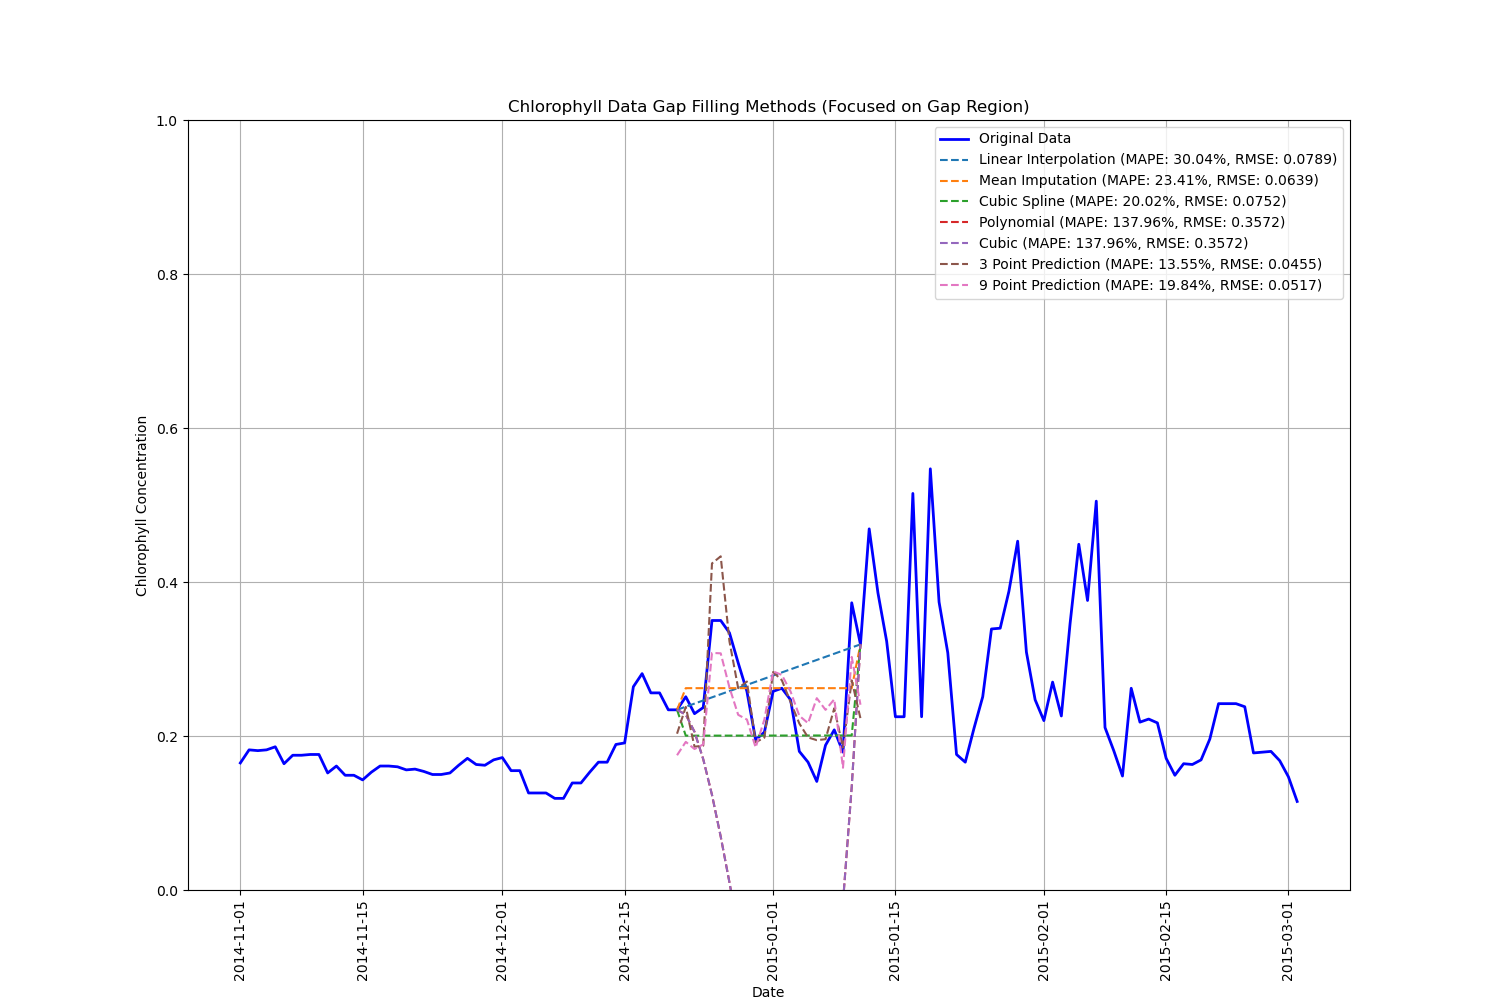 Chlorophyll Data Gap Filling Methods (Focused on Gap Region)
1.0
0.8
0.6
0.4
0.2
0.0
Chlorophyll Concentration
Original Data
Linear Interpolation (MAPE: 30.04%, RMSE: 0.0789)
Mean Imputation (MAPE: 23.41%, RMSE: 0.0639)
Cubic Spline (MAPE: 20.02%, RMSE: 0.0752)
Polynomial (MAPE: 137.96%, RMSE: 0.3572)
Cubic (MAPE: 137.96%, RMSE: 0.3572)
3 Point Prediction (MAPE: 13.55%, RMSE: 0.0455)
9 Point Prediction (MAPE: 19.84%, RMSE: 0.0517)
2014-11-01
2014-11-15
2014-12-01
2014-12-15
2015-01-01
2015-01-15
2015-02-01
2015-02-15
2015-03-01
Date